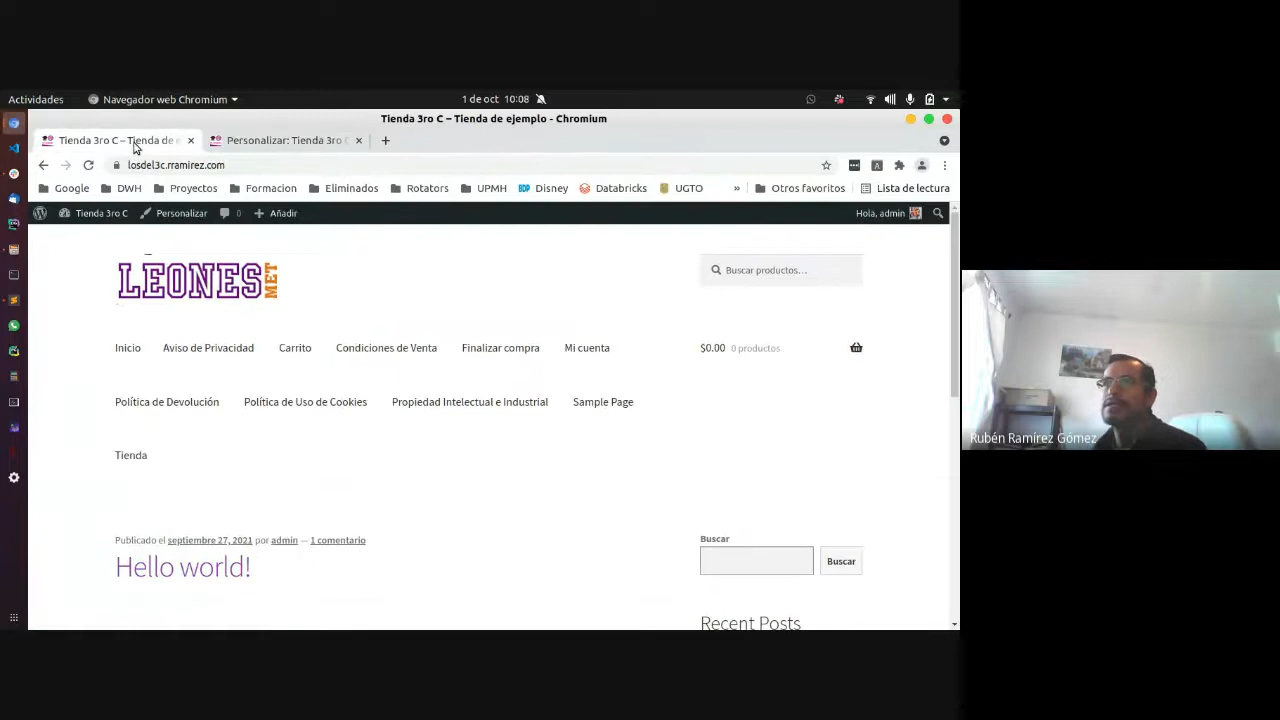 Actividades
Navegador web Chromium
1 de oct 10:08
Tienda 3ro C – Tienda de ejemplo - Chromium
Tienda 3ro C – Tienda de e
Personalizar: Tienda 3ro C
losdel3c.rramirez.com
Google
DWH
Proyectos
Formacion
Eliminados
Rotators
UPMH
Disney
Databricks
UGTO
»
Otros favoritos
Lista de lectura
Tienda 3ro C
Personalizar
0
Añadir
Hola, admin
LEONES MET
Buscar productos…
Inicio
Aviso de Privacidad
Carrito
Condiciones de Venta
Finalizar compra
Mi cuenta
$0.00 0 productos
Política de Devolución
Política de Uso de Cookies
Propiedad Intelectual e Industrial
Sample Page
Tienda
Publicado el septiembre 27, 2021 por admin — 1 comentario
Hello world!
Buscar
Buscar
Recent Posts
Rubén Ramírez Gómez